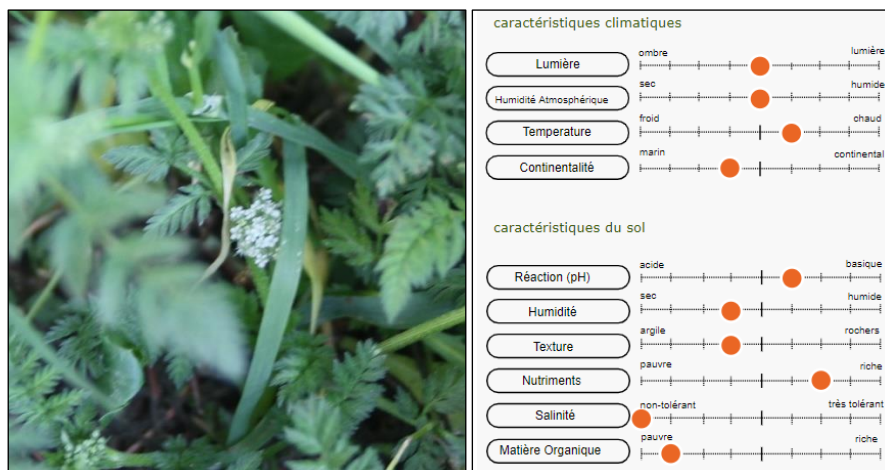 caractéristiques climatiques
ombre lumière
Lumière
sec humide
Humidité Atmosphérique
froid chaud
Temperature
marin continental
Continentalité
caractéristiques du sol
acide basique
Réaction (pH)
sec humide
Humidité
argile rochers
Texture
pauvre riche
Nutriments
non-tolérant très tolérant
Salinité
pauvre riche
Matière Organique